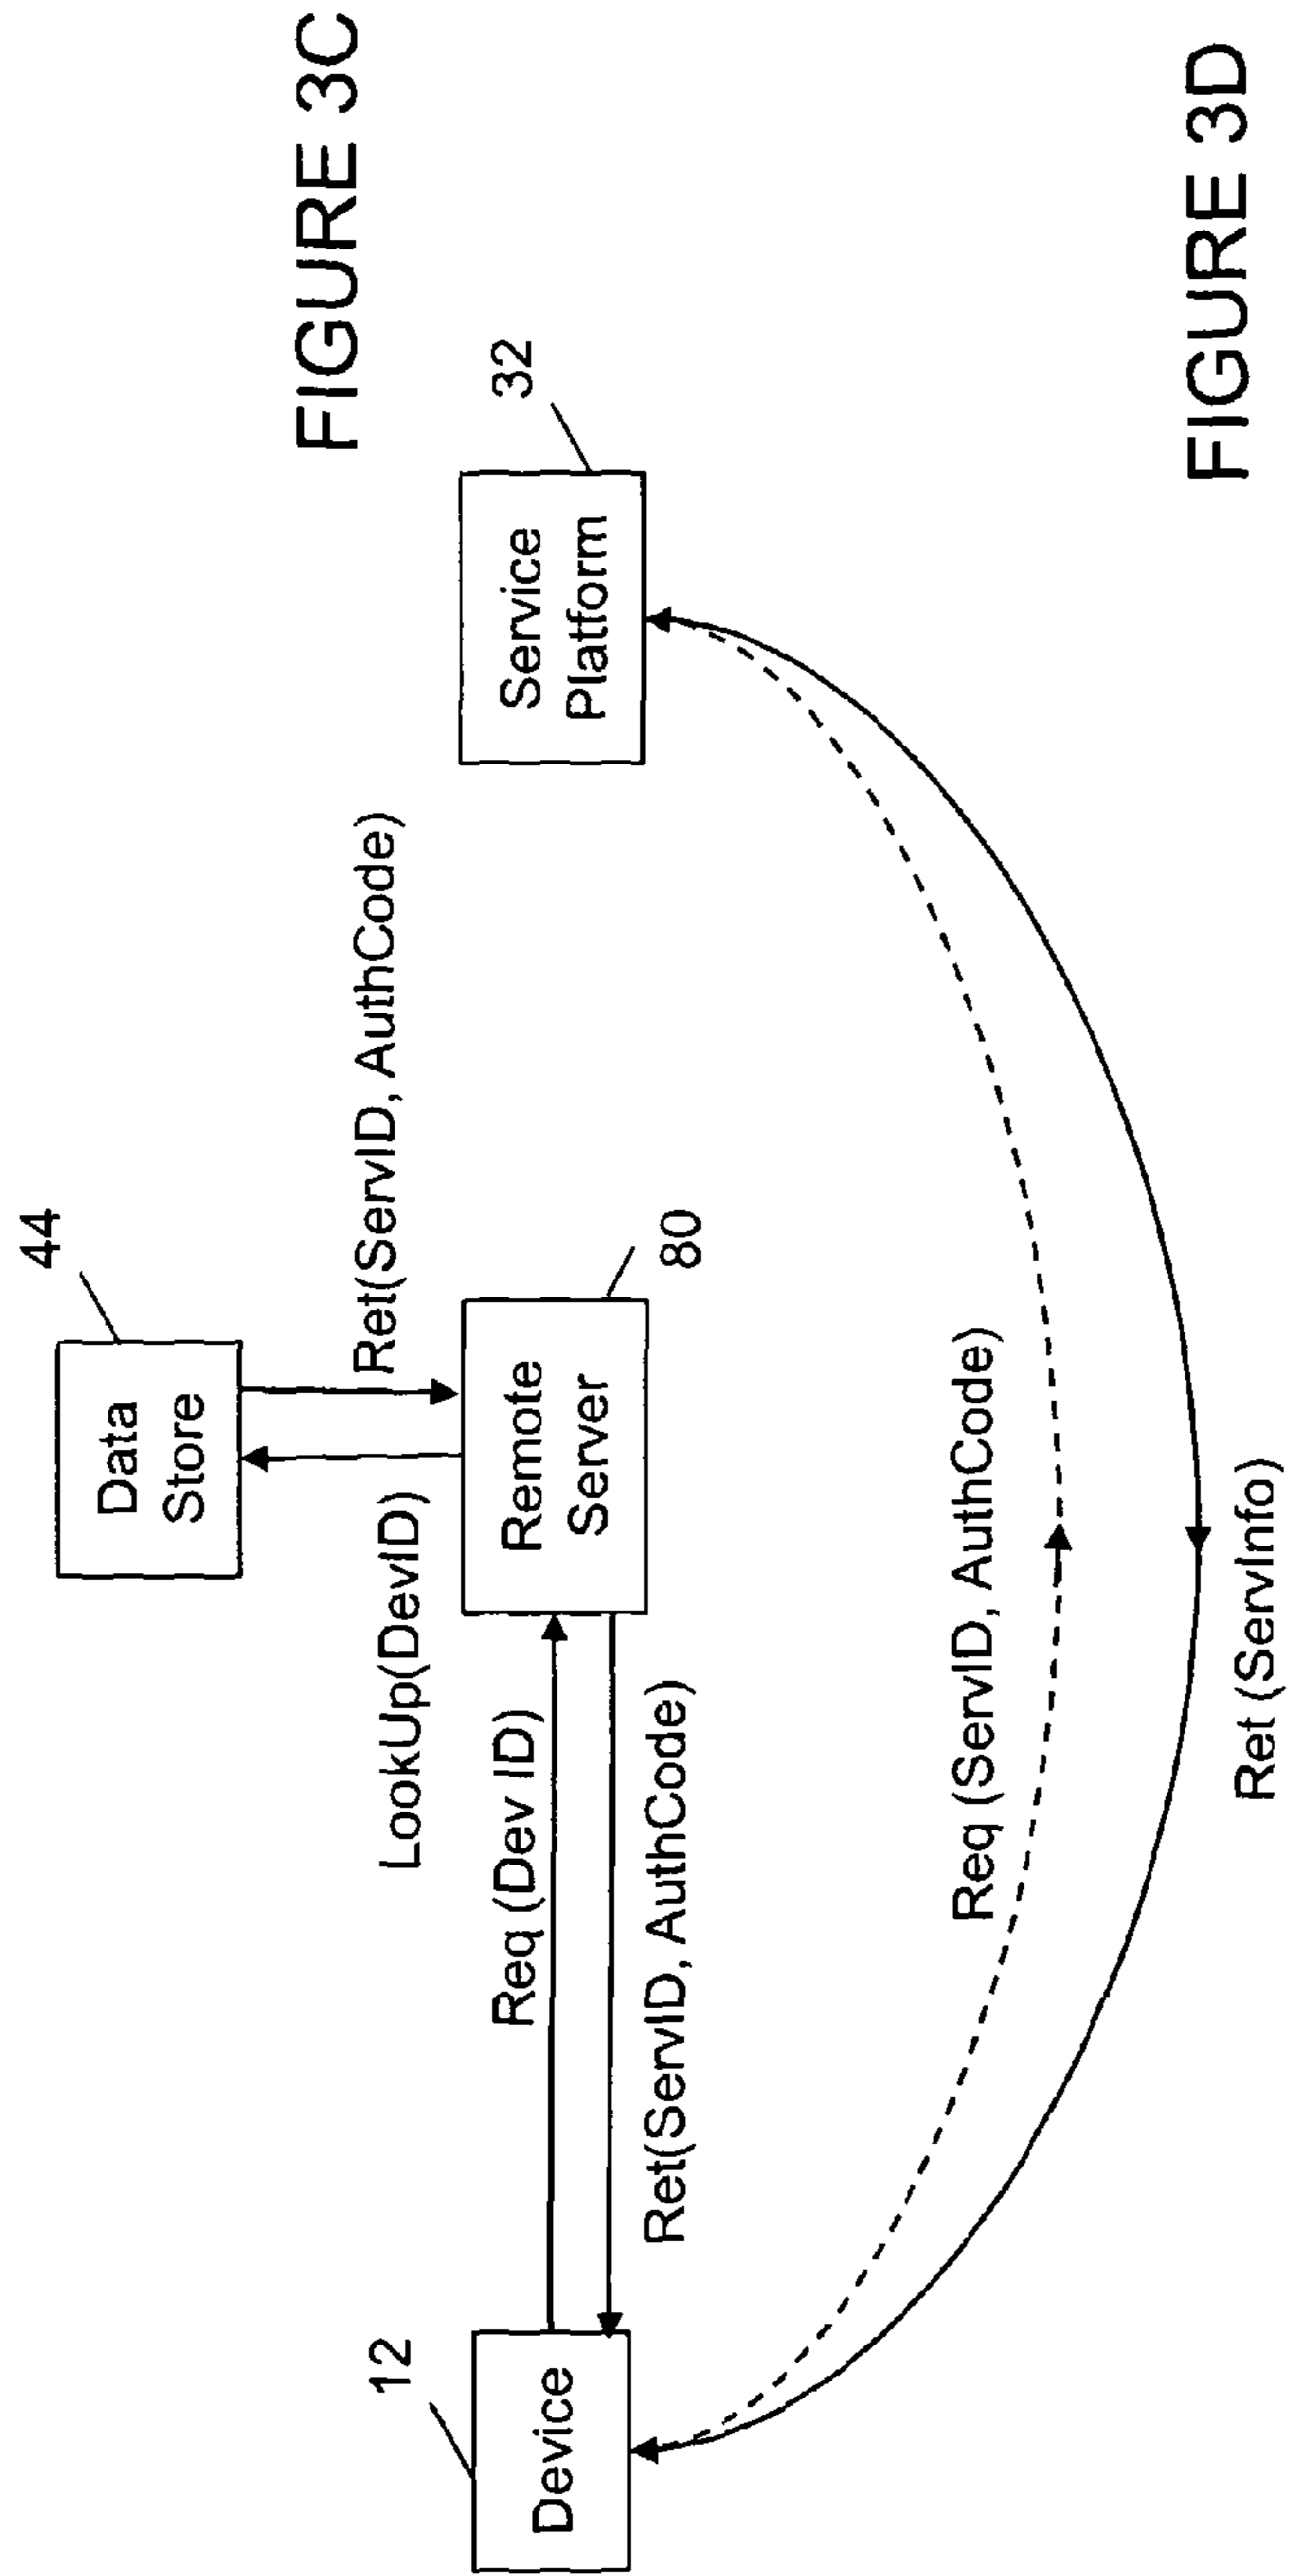 FIGURE 3C
44
Data
Store
LookUp(DevID)
Ret(ServID, AuthCode)
12
Device
Req (Dev ID)
Ret(ServID, AuthCode)
Remote
Server
80
32
Service
Platform
Req (ServID, AuthCode)
Ret (ServInfo)
FIGURE 3D